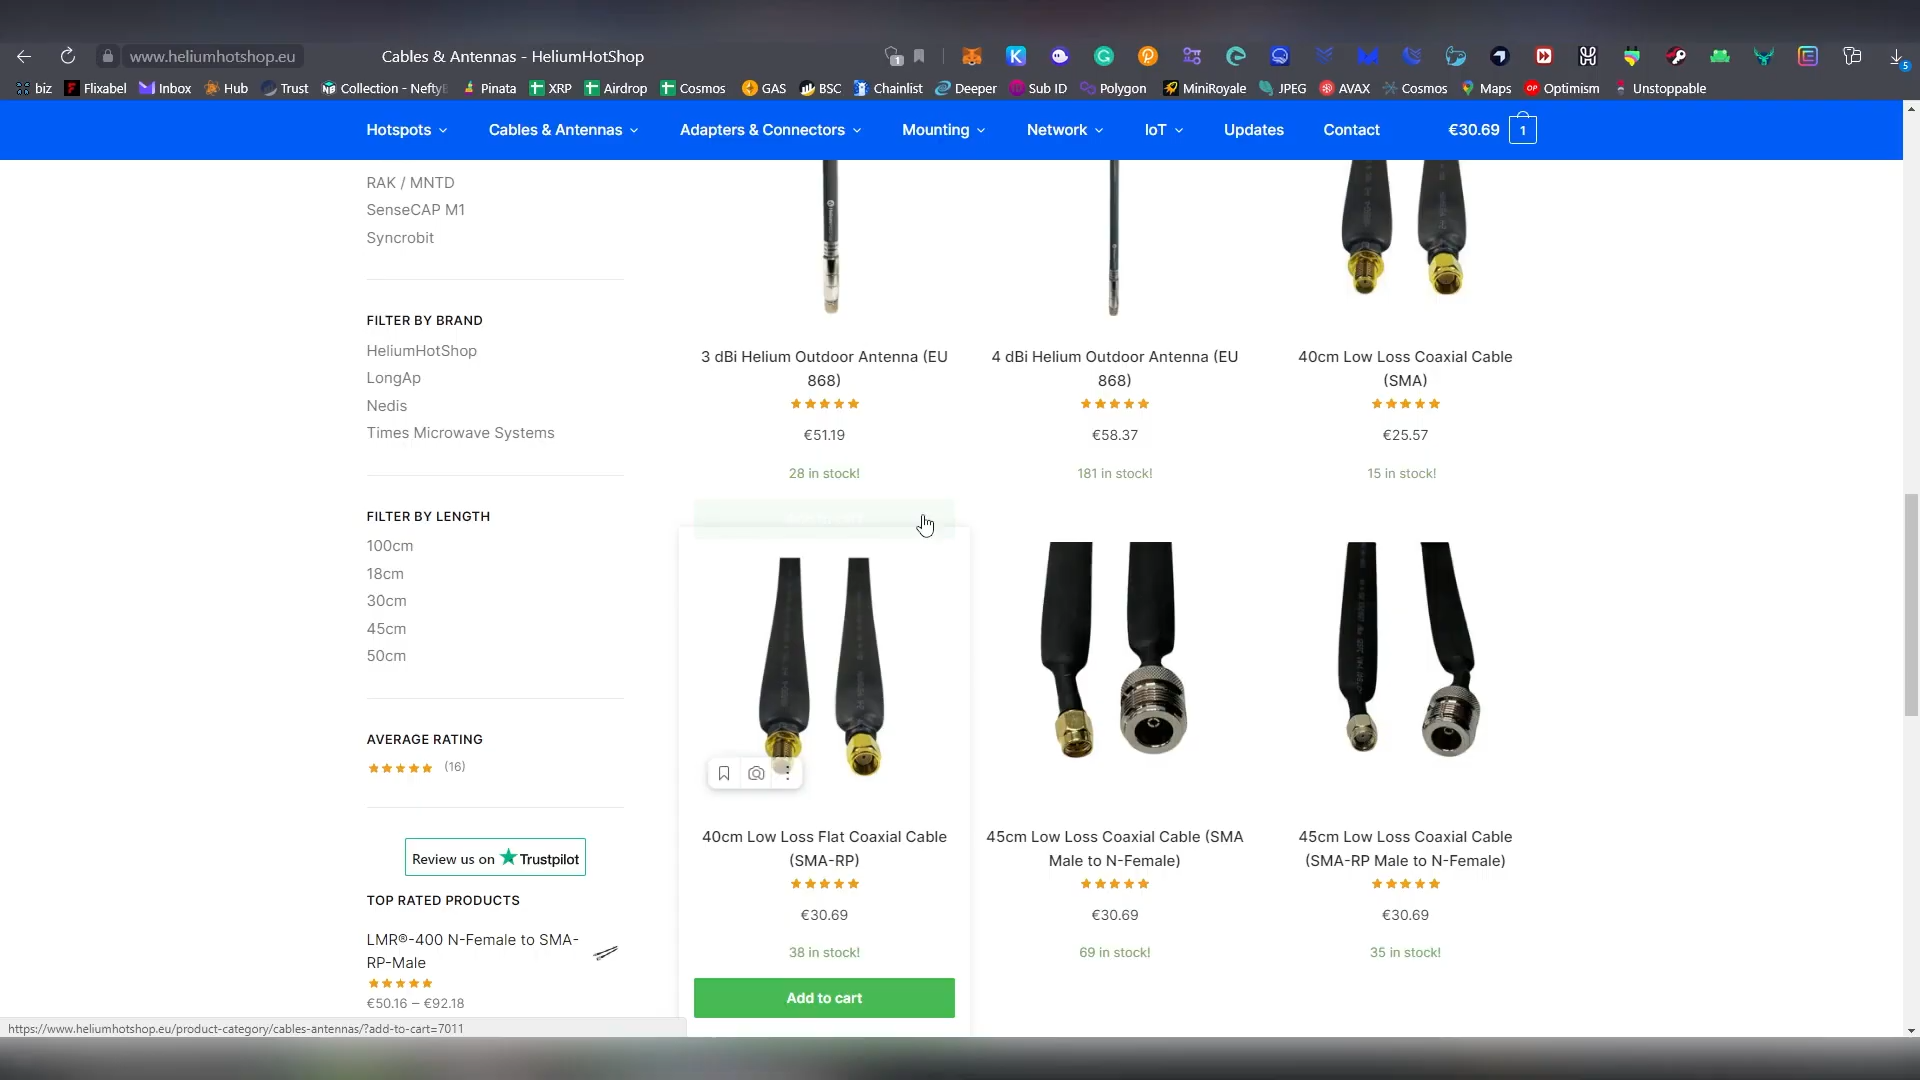 www.heliumhotshop.eu
Cables & Antennas - HeliumHotShop
biz
Flixabel
Inbox
Hub
Trust
Collection - Nefty
Pinata
XRP
Airdrop
Cosmos
GAS
BSC
Chainlist
Deeper
Sub ID
Polygon
MiniRoyale
JPEG
AVAX
Cosmos
Maps
Optimism
Unstoppable
Hotspots
Cables & Antennas
Adapters & Connectors
Mounting
Network
IoT
Updates
Contact
€30.69
1
RAK / MNTD
SenseCAP M1
Syncrobit
FILTER BY BRAND
HeliumHotShop
LongAp
Nedis
Times Microwave Systems
FILTER BY LENGTH
100cm
18cm
30cm
45cm
50cm
AVERAGE RATING
(16)
Review us on Trustpilot
TOP RATED PRODUCTS
LMR®-400 N-Female to SMA-
RP-Male
€50.16 – €92.18
3 dBi Helium Outdoor Antenna (EU
868)
€51.19
28 in stock!
4 dBi Helium Outdoor Antenna (EU
868)
€58.37
181 in stock!
40cm Low Loss Coaxial Cable
(SMA)
€25.57
15 in stock!
40cm Low Loss Flat Coaxial Cable
(SMA-RP)
€30.69
38 in stock!
Add to cart
45cm Low Loss Coaxial Cable (SMA
Male to N-Female)
€30.69
69 in stock!
45cm Low Loss Coaxial Cable
(SMA-RP Male to N-Female)
€30.69
35 in stock!
https://www.heliumhotshop.eu/product-category/cables-antennas/?add-to-cart=7011